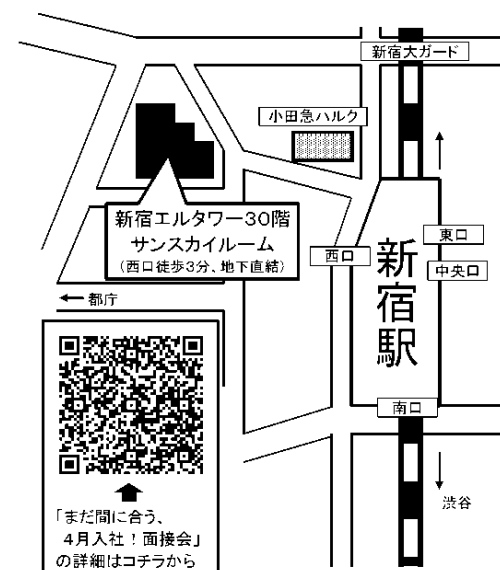 新宿大ガード
小田急ハルク
新宿エルタワー30階
サンスカイルーム
(西口徒歩3分、地下直結)
西口
東口
中央口
新宿駅
←都庁
南口
渋谷
「まだ間に合う、
4月入社!面接会」
の詳細はコチラから